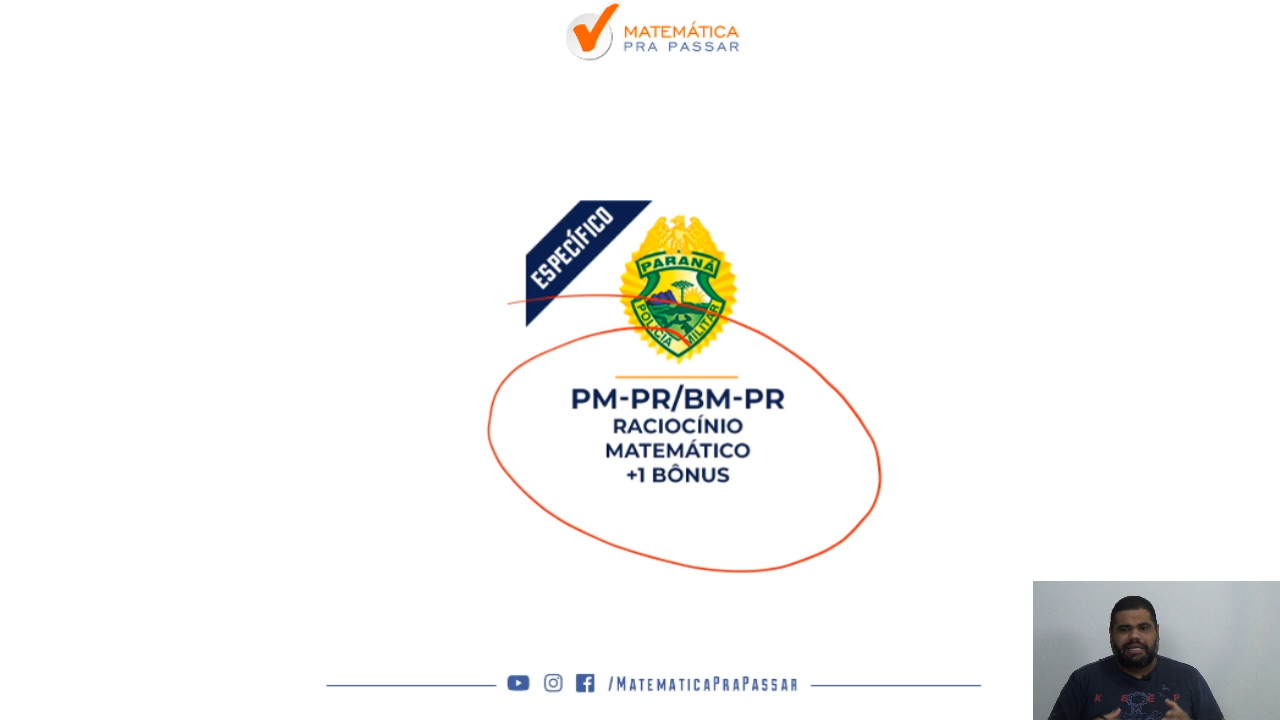 MATEMÁTICA
PRA PASSAR
ESPECÍFICO
PARANÁ
POLÍCIA MILITAR
PM-PR/BM-PR
RACIOCÍNIO
MATEMÁTICO
+1 BÔNUS
/MATEMATICAPRAPASSAR
K E E P